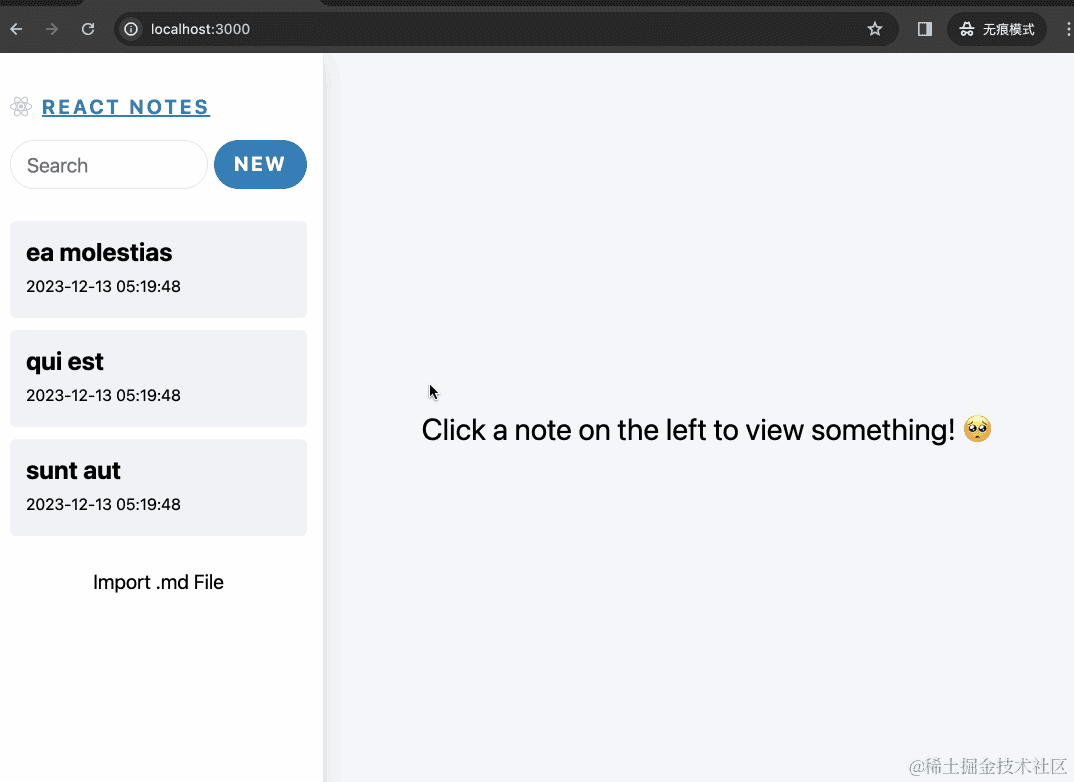 localhost:3000
无痕模式
REACT NOTES
Search
NEW
ea molestias
2023-12-13 05:19:48
qui est
2023-12-13 05:19:48
sunt aut
2023-12-13 05:19:48
Import .md File
Click a note on the left to view something! 🥺
@稀土掘金技术社区